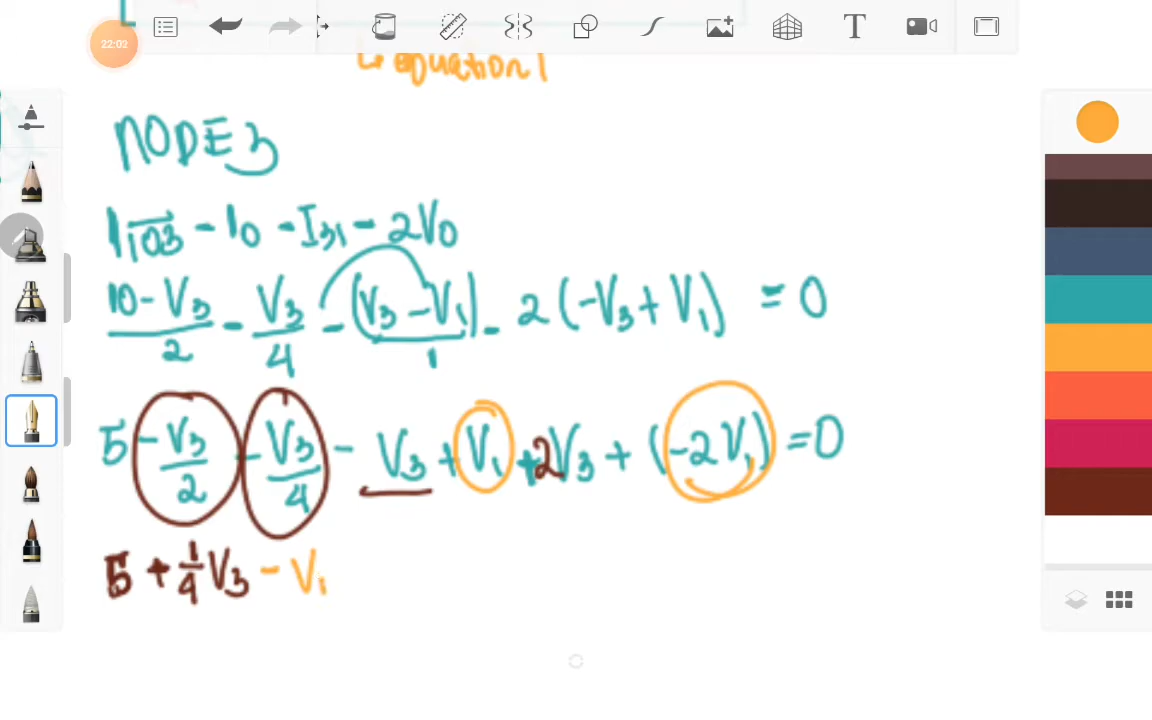 22:02
T
↳ equation 1
NODE 3
I103 - I0 - I31 - 2V0
10 - V3 / 2 - V3 / 4 - (V3 - V1) / 1 - 2(-V3 + V1) = 0
5 - V3 / 2 - V3 / 4 - V3 + V1 + 2V3 + (-2V1) = 0
5 + 1/4 V3 - V1